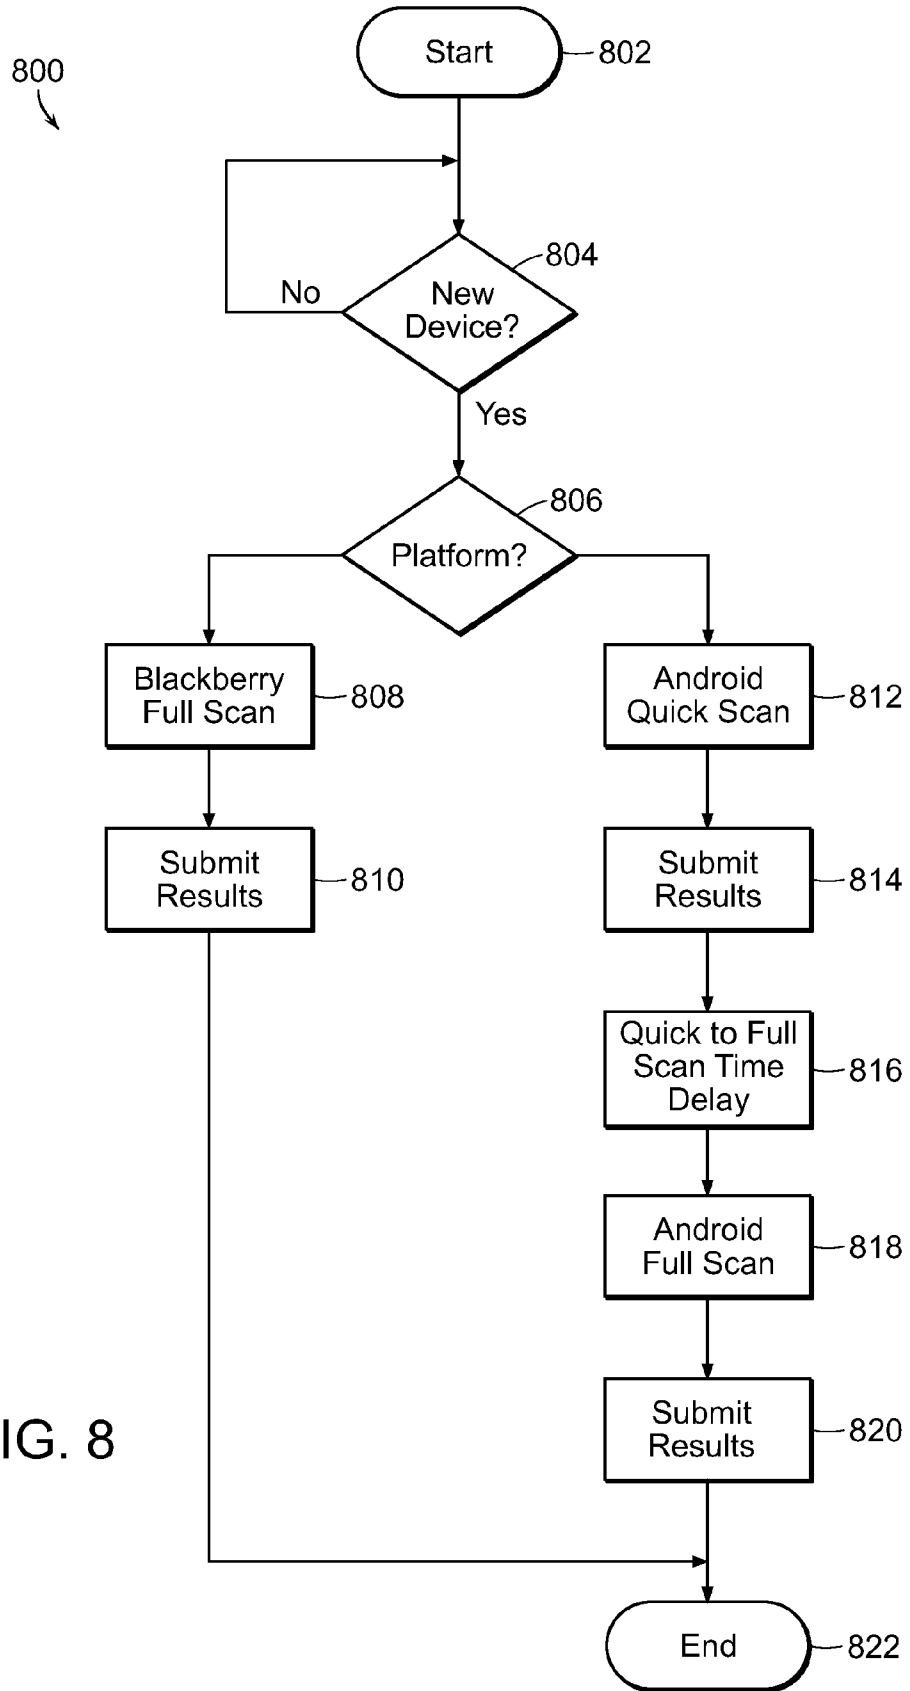 800
Start
802
New
Device?
804
No
Yes
Platform?
806
Blackberry
Full Scan
808
Android
Quick Scan
812
Submit
Results
810
Submit
Results
814
Quick to Full
Scan Time
Delay
816
Android
Full Scan
818
Submit
Results
820
IG. 8
End
822